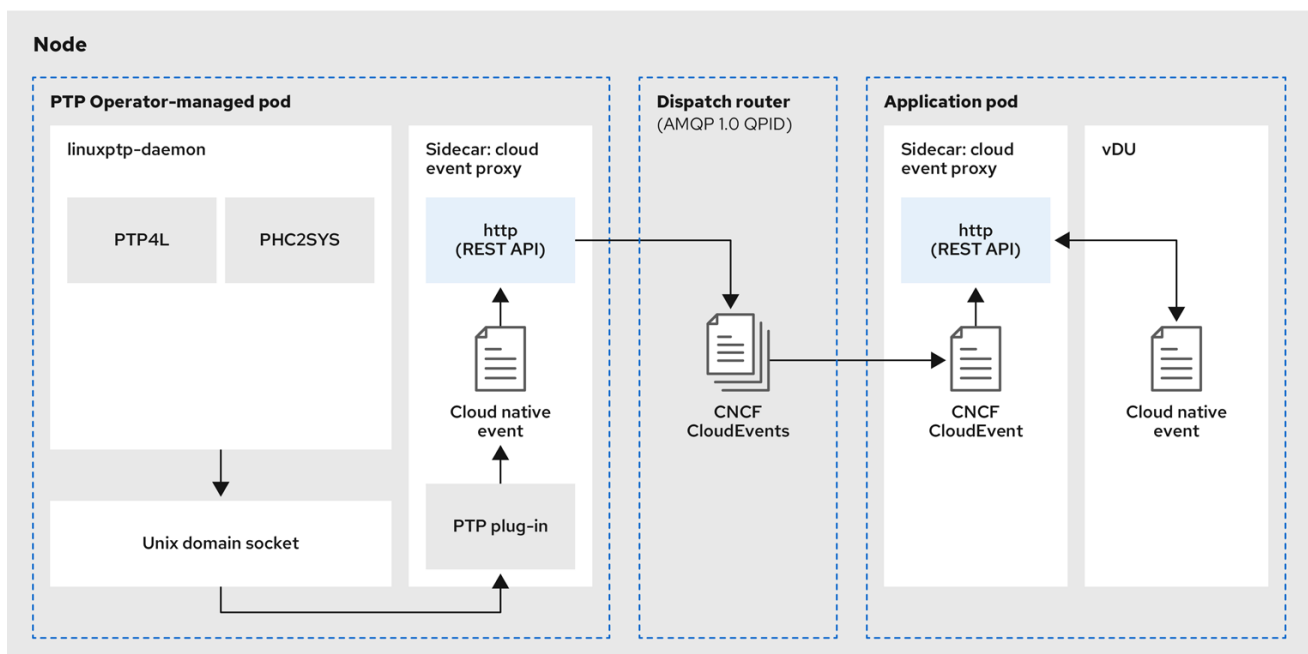 Node
PTP Operator-managed pod
linuxptp-daemon
PTP4L
PHC2SYS
Unix domain socket
Sidecar: cloud
event proxy
http
(REST API)
Cloud native
event
PTP plug-in
Dispatch router
(AMQP 1.0 QPID)
CNCF
CloudEvents
Application pod
Sidecar: cloud
event proxy
http
(REST API)
CNCF
CloudEvent
vDU
Cloud native
event